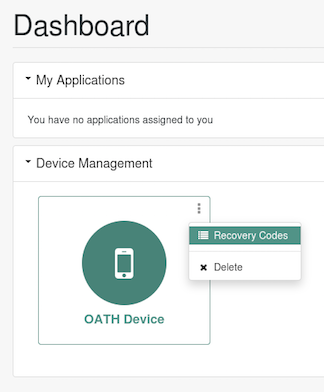 Dashboard
My Applications
You have no applications assigned to you
Device Management
Recovery Codes
Delete
OATH Device